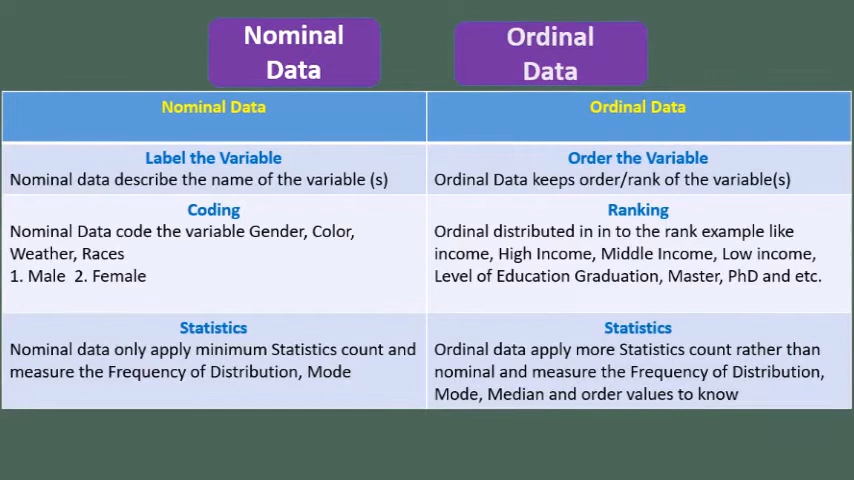 Nominal
Data
Ordinal
Data
Nominal Data
Ordinal Data
Label the Variable
Nominal data describe the name of the variable (s)
Order the Variable
Ordinal Data keeps order/rank of the variable(s)
Coding
Nominal Data code the variable Gender, Color,
Weather, Races
1. Male 2. Female
Ranking
Ordinal distributed in in to the rank example like
income, High Income, Middle Income, Low income,
Level of Education Graduation, Master, PhD and etc.
Statistics
Nominal data only apply minimum Statistics count and
measure the Frequency of Distribution, Mode
Statistics
Ordinal data apply more Statistics count rather than
nominal and measure the Frequency of Distribution,
Mode, Median and order values to know